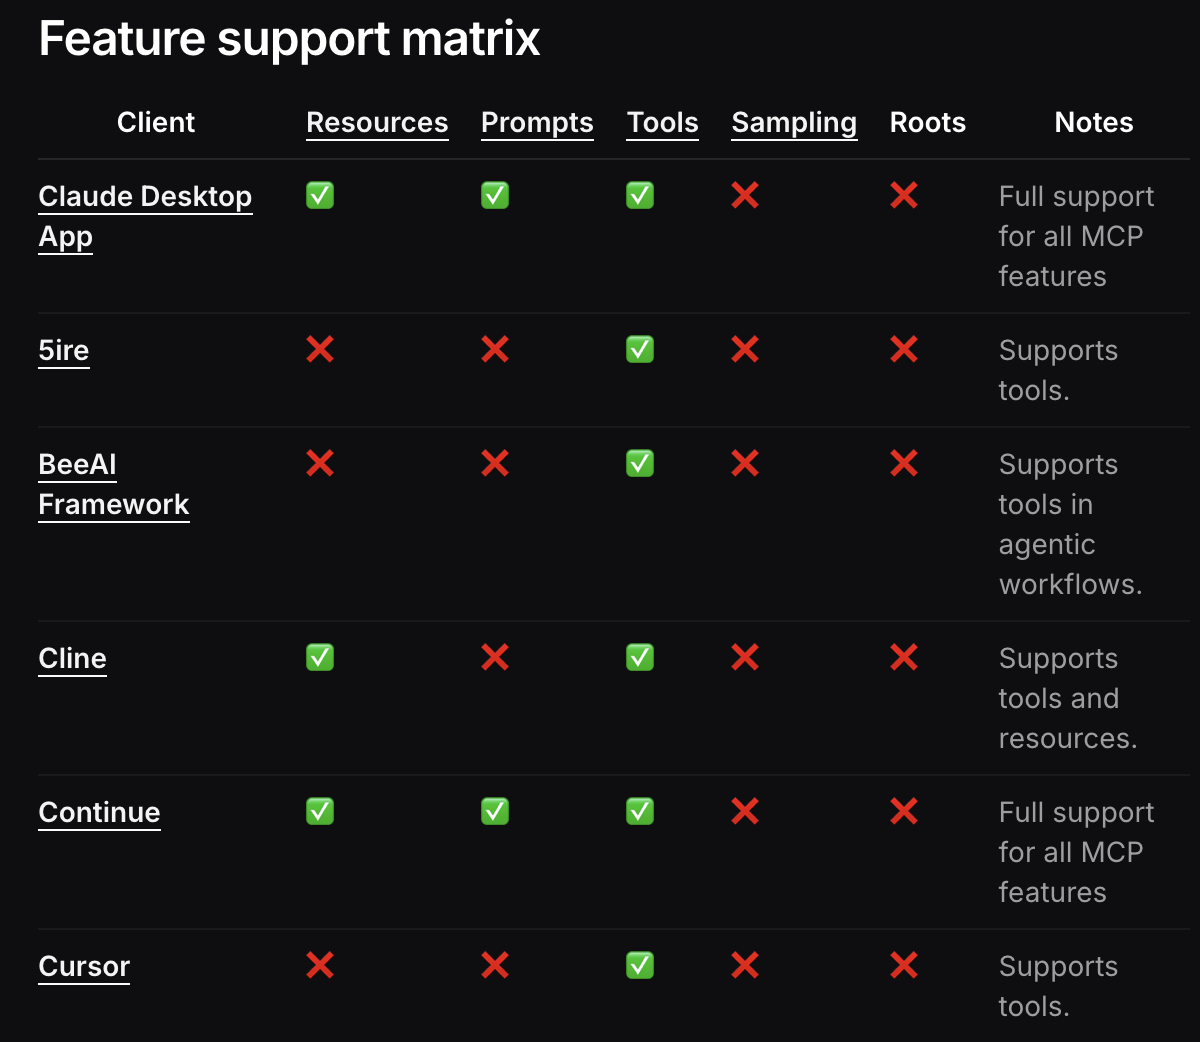 Feature support matrix
Client Resources Prompts Tools Sampling Roots Notes
Claude Desktop App ✅ ✅ ✅ ❌ ❌ Full support for all MCP features
5ire ❌ ❌ ✅ ❌ ❌ Supports tools.
BeeAI Framework ❌ ❌ ✅ ❌ ❌ Supports tools in agentic workflows.
Cline ✅ ❌ ✅ ❌ ❌ Supports tools and resources.
Continue ✅ ✅ ✅ ❌ ❌ Full support for all MCP features
Cursor ❌ ❌ ✅ ❌ ❌ Supports tools.